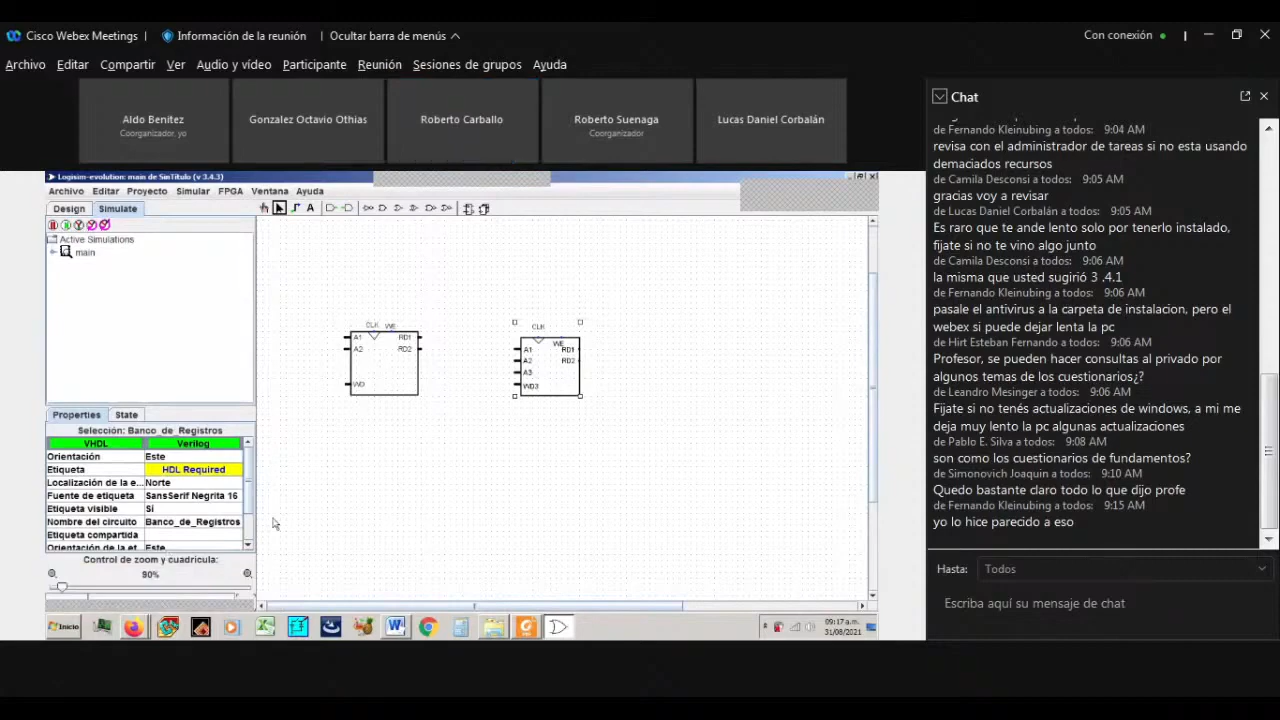 Cisco Webex Meetings
Información de la reunión
Ocultar barra de menús
Con conexión
Archivo Editar Compartir Ver Audio y vídeo Participante Reunión Sesiones de grupos Ayuda
Aldo Benítez
Coorganizador, yo
Gonzalez Octavio Othias
Roberto Carballo
Roberto Suenaga
Coorganizador
Lucas Daniel Corbalán
Logisim-evolution: main de SinTítulo (v 3.4.3)
Archivo Editar Proyecto Simular FPGA Ventana Ayuda
Design Simulate
A
Active Simulations
main
CLK WE
A1 RD1
A2 RD2
WD
CLK
WE
A1 RD1
A2 RD2
A3
WD3
Properties State
Selección: Banco_de_Registros
VHDL Verilog
Orientación Este
Etiqueta HDL Required
Localización de la e... Norte
Fuente de etiqueta SansSerif Negrita 16
Etiqueta visible Sí
Nombre del circuito Banco_de_Registros
Etiqueta compartida
Orientación de la et... Este
Control de zoom y cuadrícula:
90%
Inicio
09:17 a.m.
31/08/2021
Chat
de Fernando Kleinubing a todos: 9:04 AM
revisa con el administrador de tareas si no esta usando
demaciados recursos
de Camila Desconsi a todos: 9:05 AM
gracias voy a revisar
de Lucas Daniel Corbalán a todos: 9:05 AM
Es raro que te ande lento solo por tenerlo instalado,
fijate si no te vino algo junto
de Camila Desconsi a todos: 9:06 AM
la misma que usted sugirió 3 ,4.1
de Fernando Kleinubing a todos: 9:06 AM
pasale el antivirus a la carpeta de instalacion, pero el
webex si puede dejar lenta la pc
de Hirt Esteban Fernando a todos: 9:06 AM
Profesor, se pueden hacer consultas al privado por
algunos temas de los cuestionarios¿?
de Leandro Mesinger a todos: 9:06 AM
Fijate si no tenés actualizaciones de windows, a mi me
deja muy lento la pc algunas actualizaciones
de Pablo E. Silva a todos: 9:08 AM
son como los cuestionarios de fundamentos?
de Simonovich Joaquin a todos: 9:10 AM
Quedo bastante claro todo lo que dijo profe
de Fernando Kleinubing a todos: 9:15 AM
yo lo hice parecido a eso
Hasta: Todos
Escriba aquí su mensaje de chat